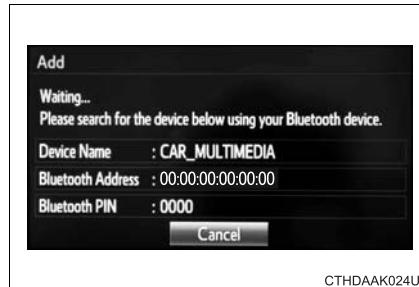 Add
Waiting...
Please search for the device below using your Bluetooth device.
Device Name : CAR_MULTIMEDIA
Bluetooth Address : 00:00:00:00:00:00
Bluetooth PIN : 0000
Cancel
CTHDAAK024U